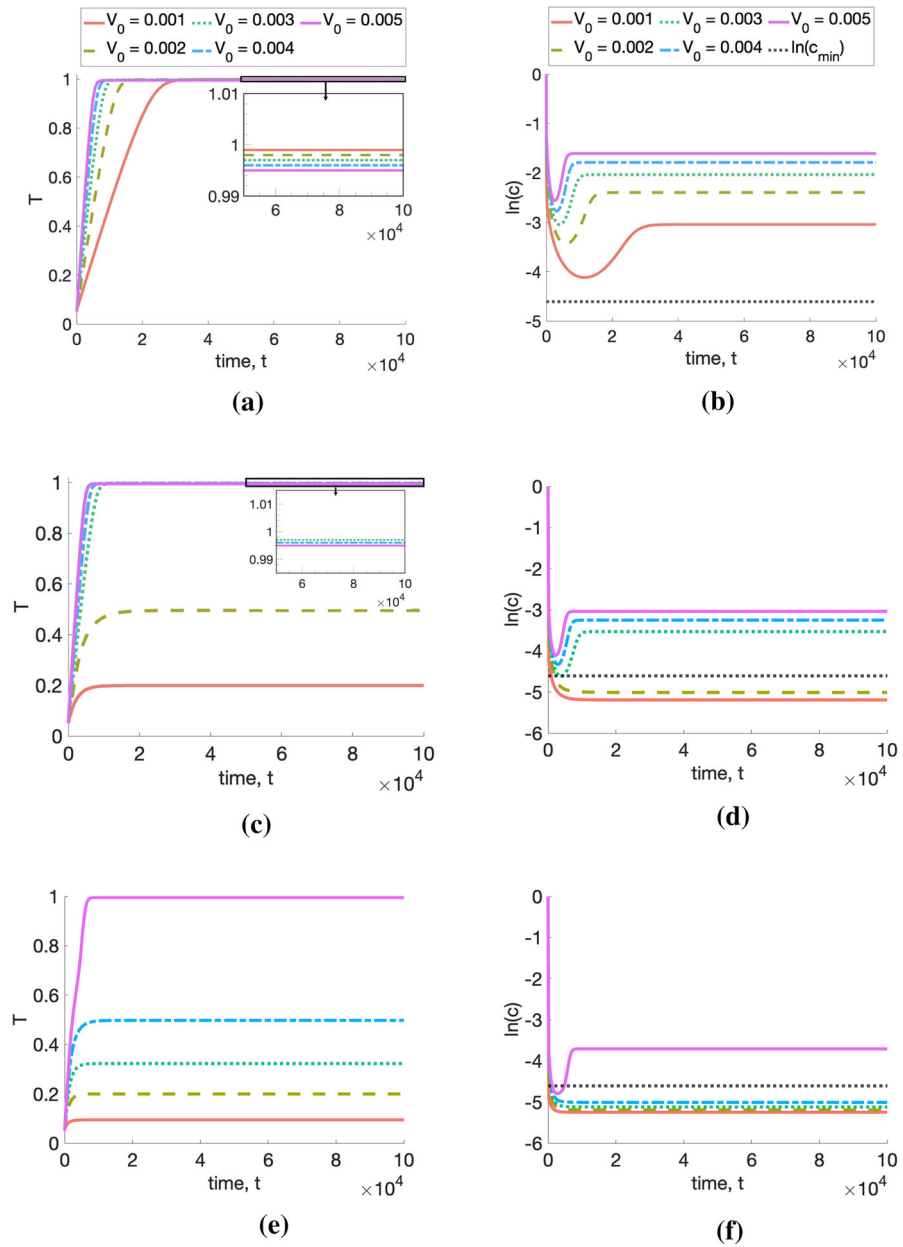 V0 = 0.001 V0 = 0.003 V0 = 0.005
V0 = 0.002 V0 = 0.004
1
0.8
0.6
0.4
0.2
0
T
1.01
1
0.99
6 8 10
×10^4
0 2 4 6 8 10
time, t
×10^4
(a)
V0 = 0.001 V0 = 0.003 V0 = 0.005
V0 = 0.002 V0 = 0.004 ln(cmin)
0
-1
-2
-3
-4
-5
ln(c)
0 2 4 6 8 10
time, t
×10^4
(b)
1
0.8
0.6
0.4
0.2
0
T
1.01
1
0.99
6 8 10
×10^4
0 2 4 6 8 10
time, t
×10^4
(c)
0
-1
-2
-3
-4
-5
-6
ln(c)
0 2 4 6 8 10
time, t
×10^4
(d)
1
0.8
0.6
0.4
0.2
0
T
0 2 4 6 8 10
time, t
×10^4
(e)
0
-1
-2
-3
-4
-5
-6
ln(c)
0 2 4 6 8 10
time, t
×10^4
(f)